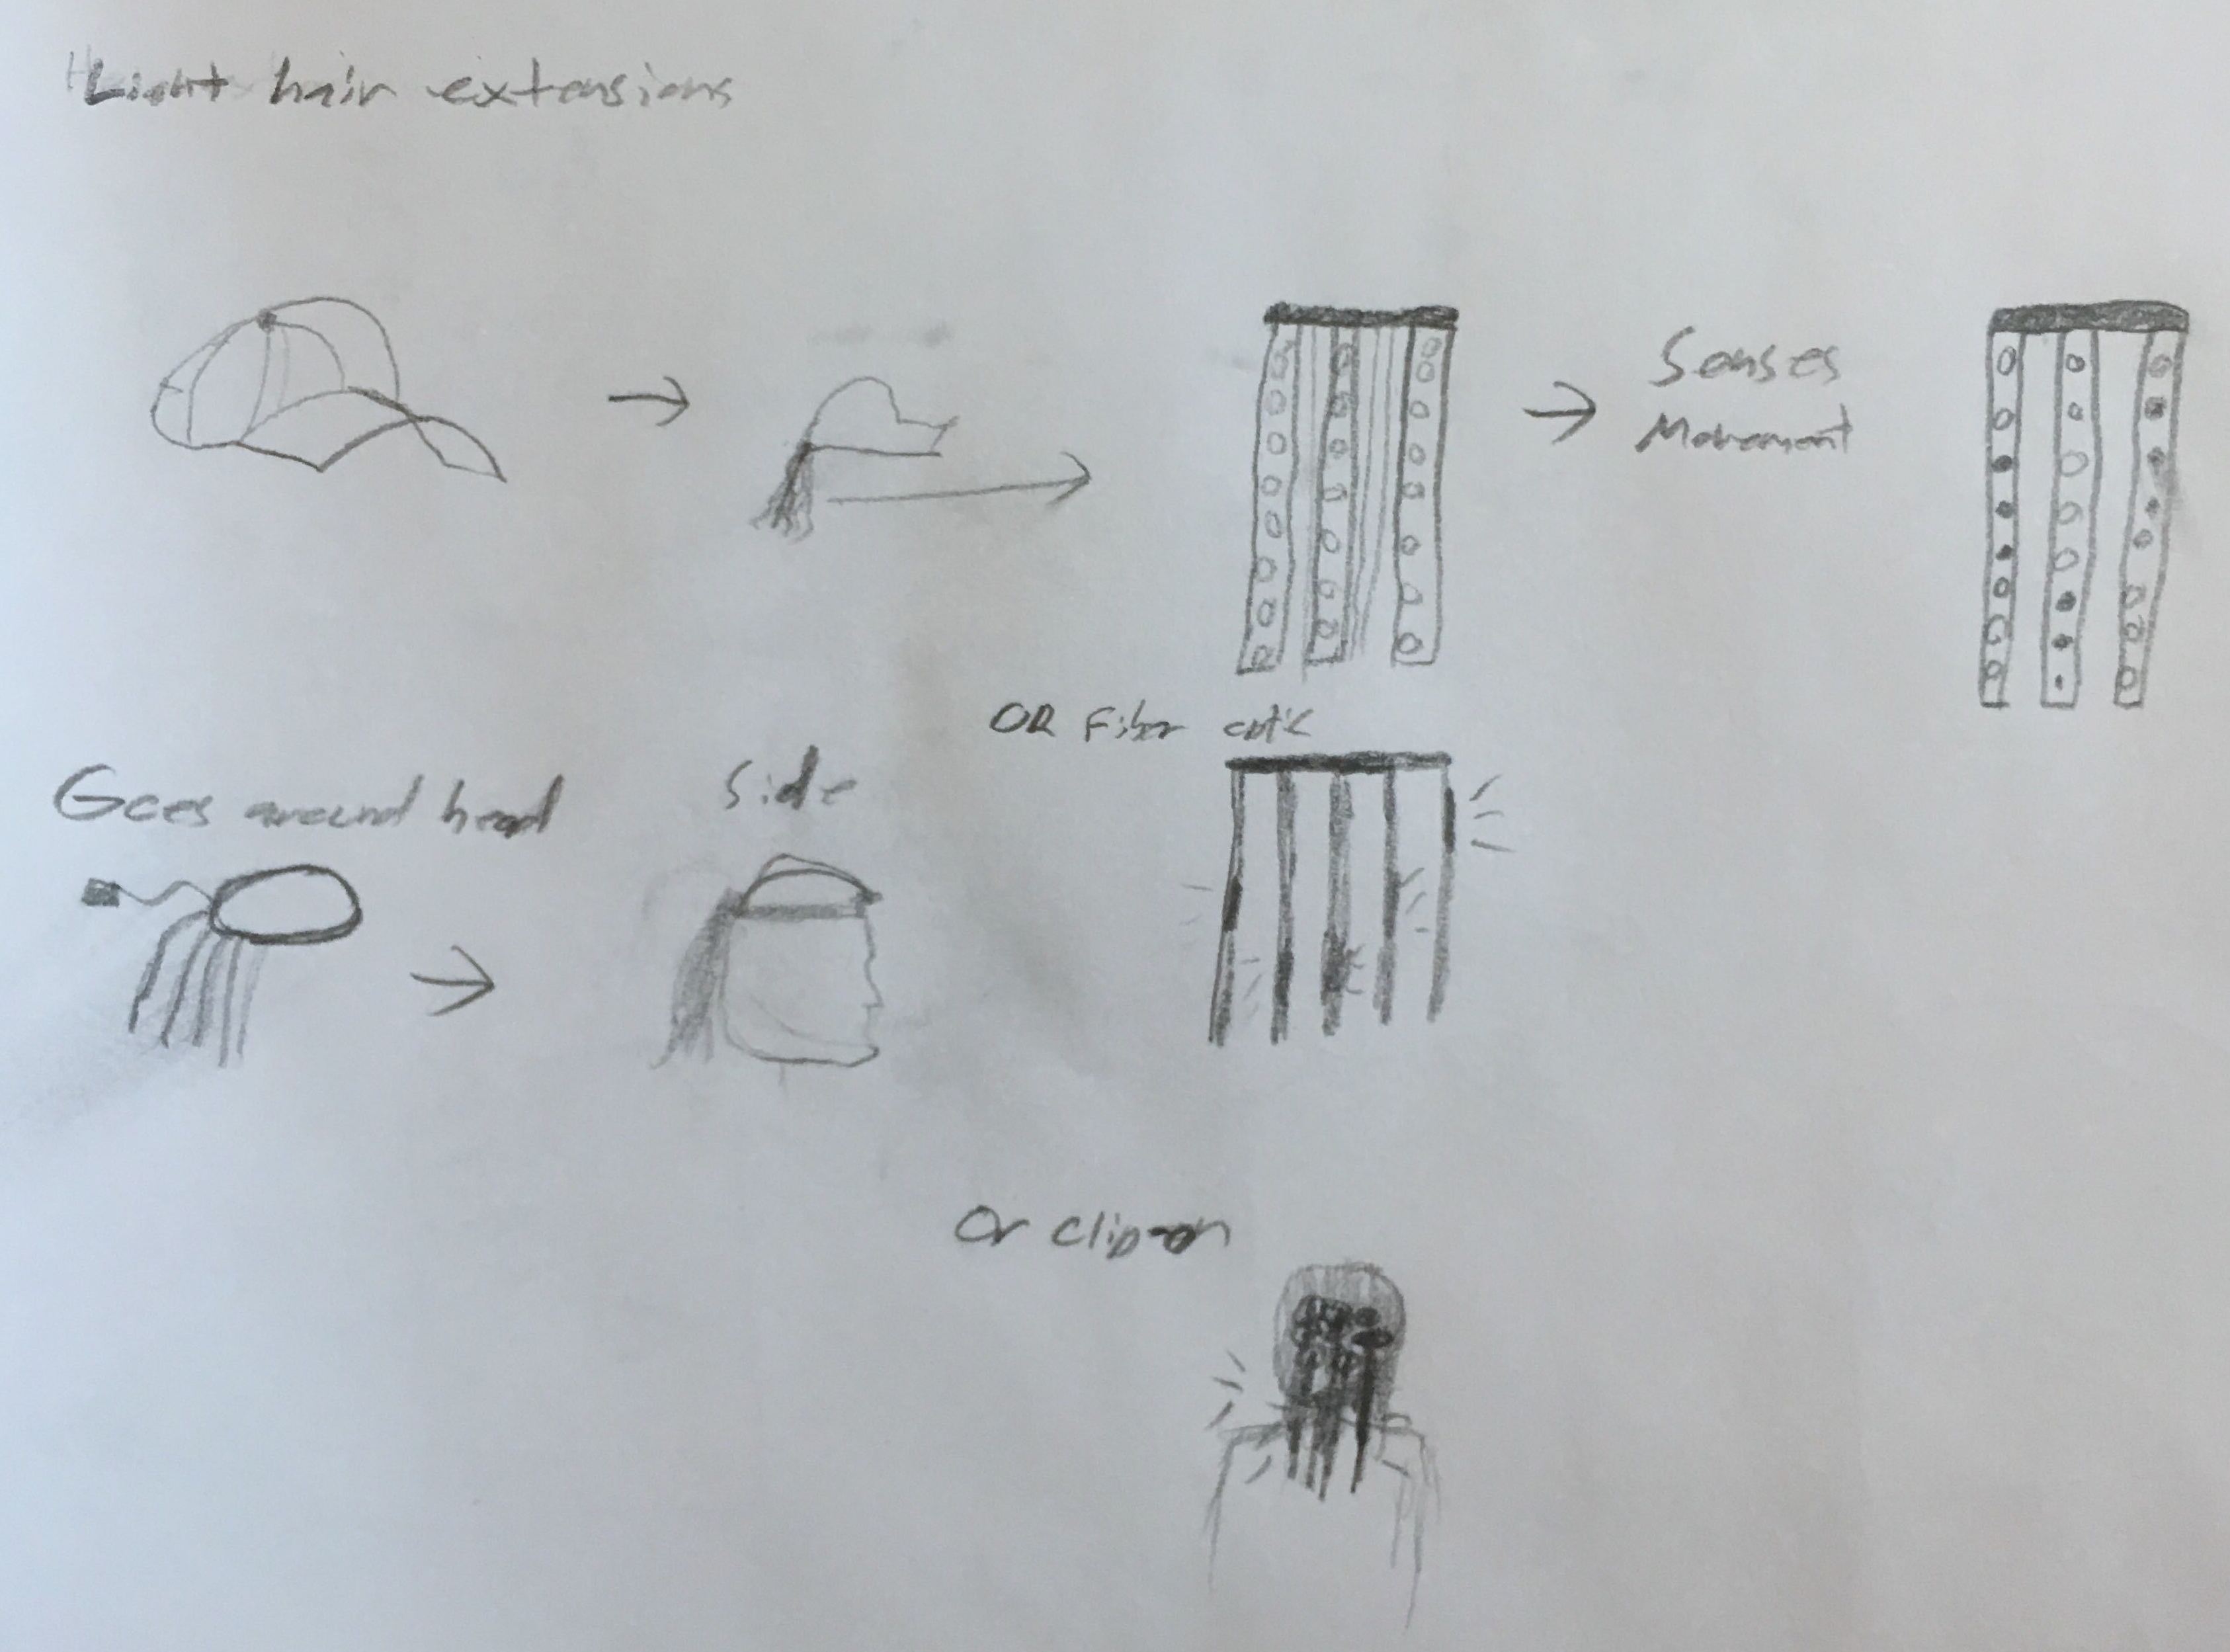 Light hair extensions
Senses
Movement
OR Fiber optic
Goes around head
Side
Or clip-on